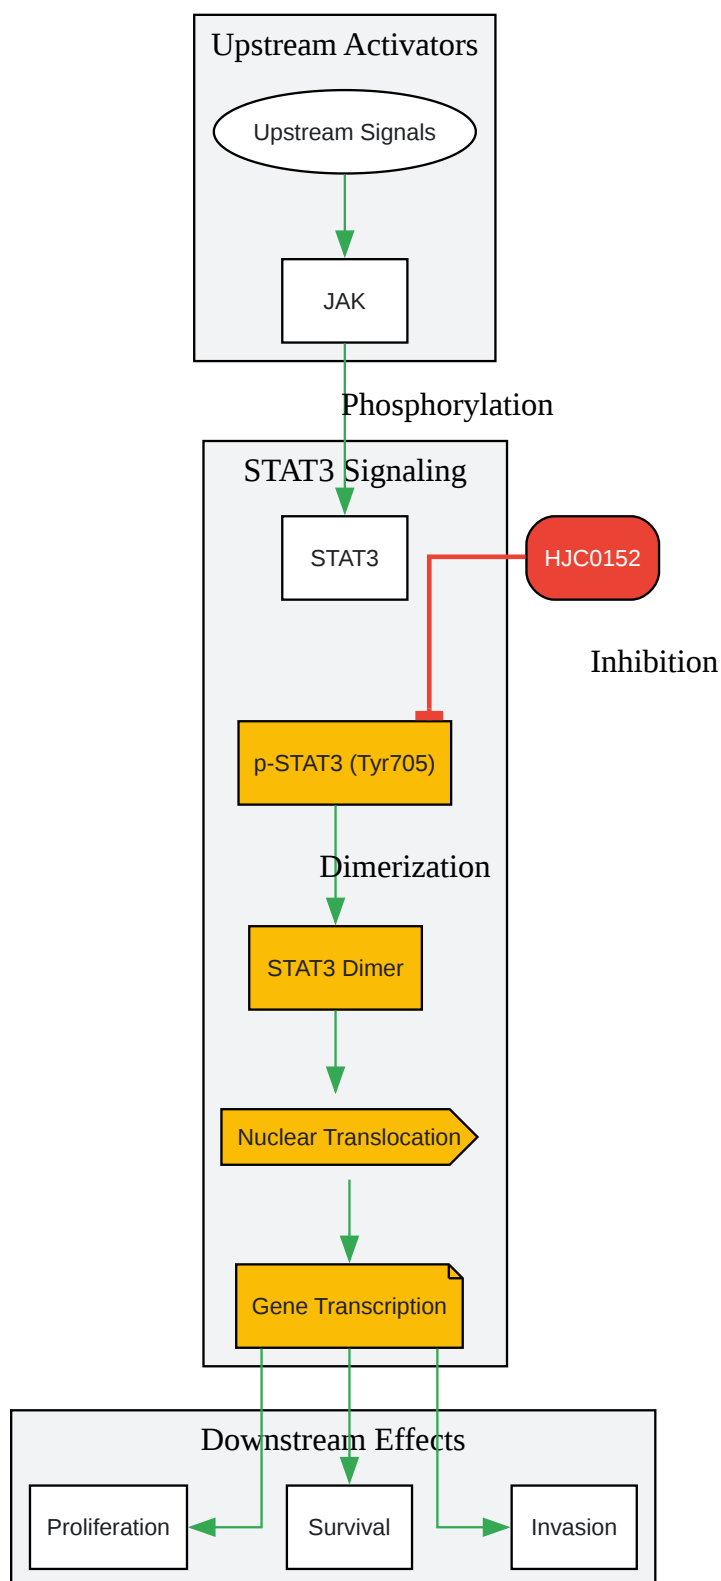 Upstream Activators
Upstream Signals
JAK
Phosphorylation
STAT3 Signaling
STAT3
HJC0152
Inhibition
p-STAT3 (Tyr705)
Dimerization
STAT3 Dimer
Nuclear Translocation
Gene Transcription
Downstream Effects
Proliferation
Survival
Invasion